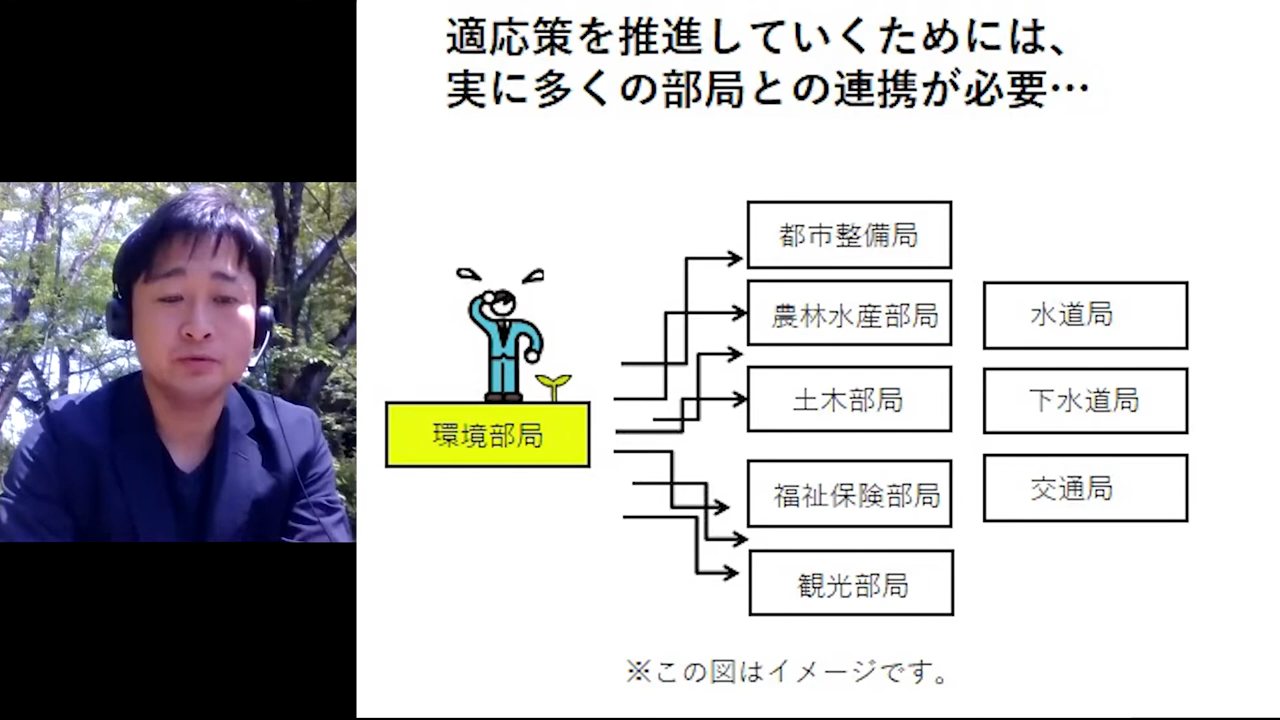 適応策を推進していくためには、
実に多くの部局との連携が必要…
都市整備局
農林水産部局
水道局
土木部局
下水道局
環境部局
福祉保険部局
交通局
観光部局
※この図はイメージです。